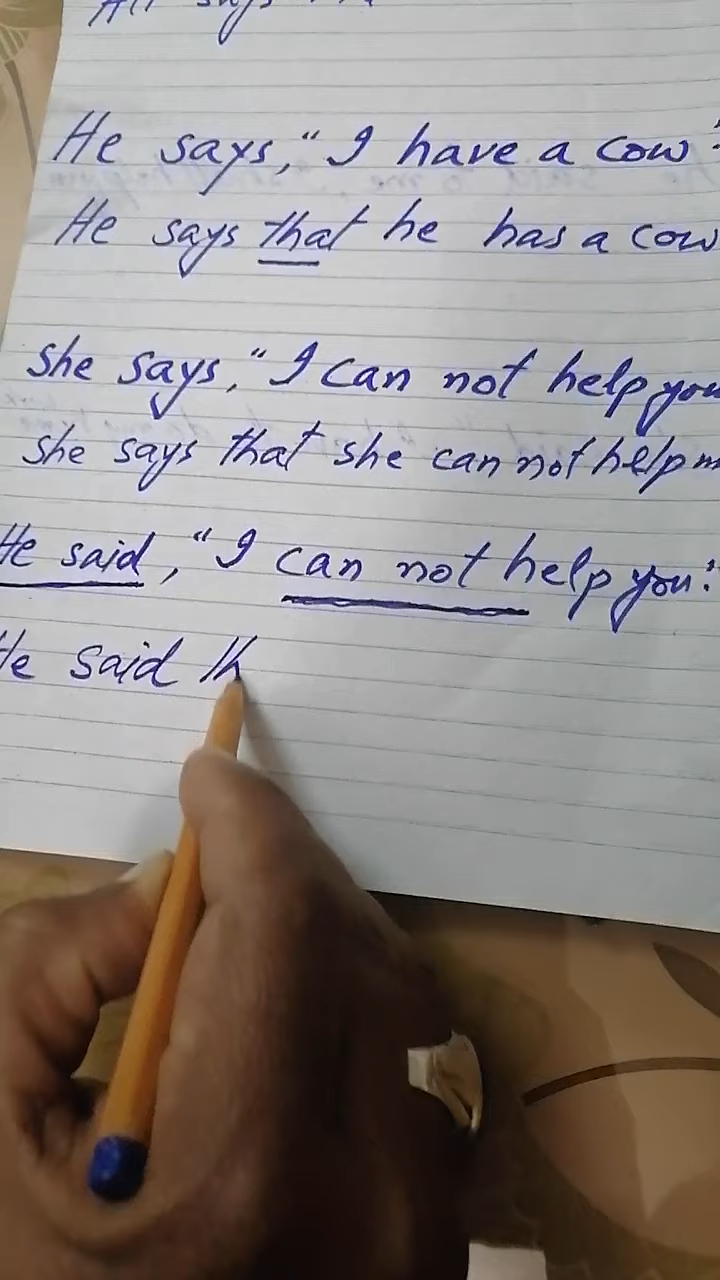 He says, "I have a cow"
He says that he has a cow
She says, "I can not help you
She says that she can not help
He said, "I can not help you."
He said th